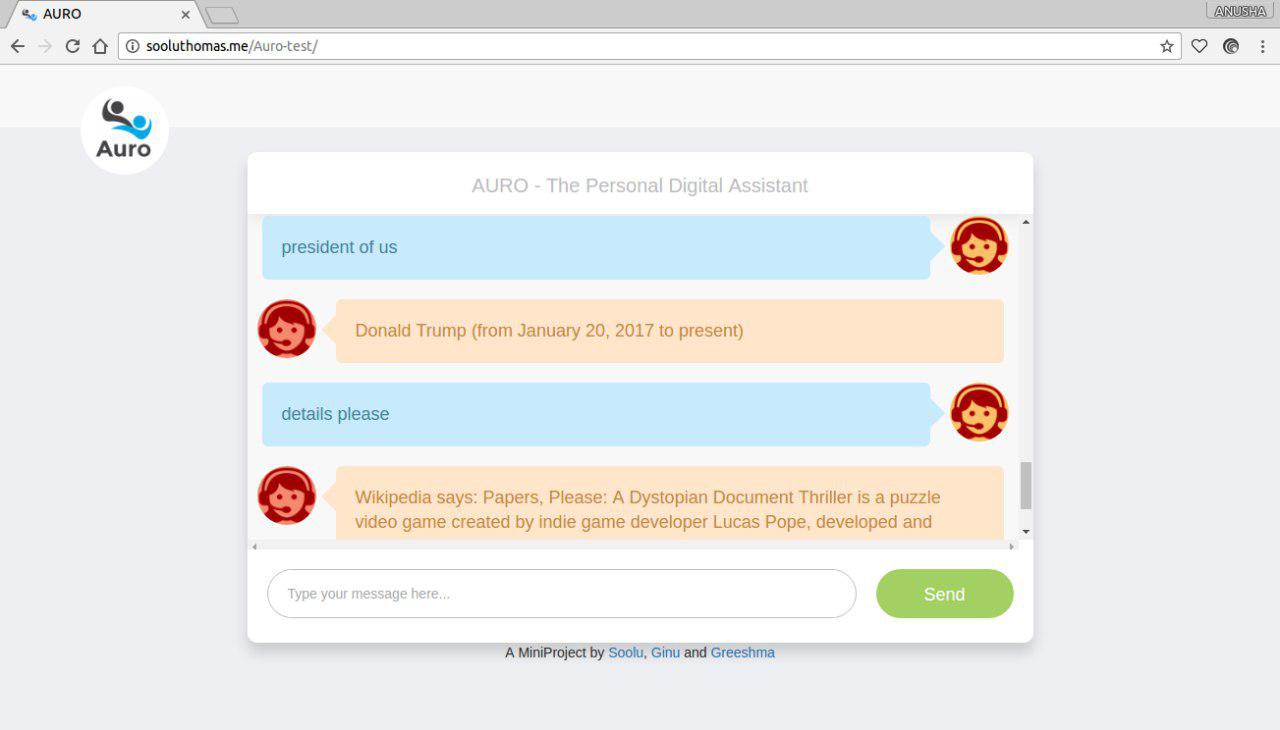 AURO
ANUSHA
sooluthomas.me/Auro-test/
Auro
AURO - The Personal Digital Assistant
president of us
Donald Trump (from January 20, 2017 to present)
details please
Wikipedia says: Papers, Please: A Dystopian Document Thriller is a puzzle
video game created by indie game developer Lucas Pope, developed and
Type your message here...
Send
A MiniProject by Soolu, Ginu and Greeshma